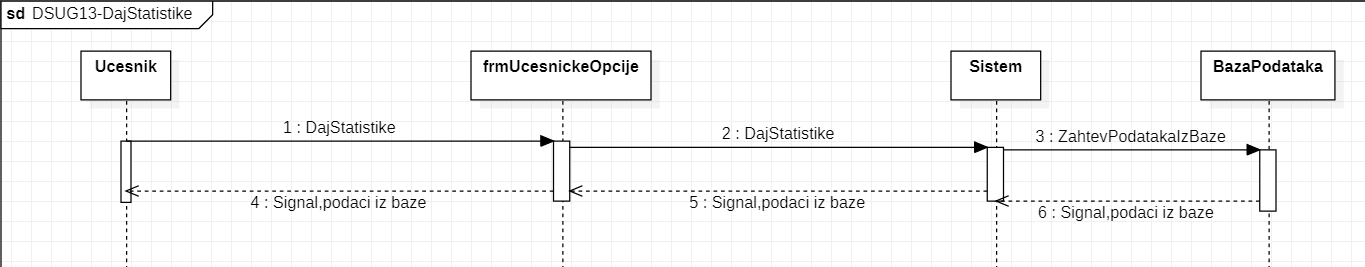 sd DSUG13-DajStatistike
Ucesnik
frmUcesnickeOpcije
Sistem
BazaPodataka
1 : DajStatistike
2 : DajStatistike
3 : ZahtevPodatakaIzBaze
4 : Signal,podaci iz baze
5 : Signal,podaci iz baze
6 : Signal,podaci iz baze